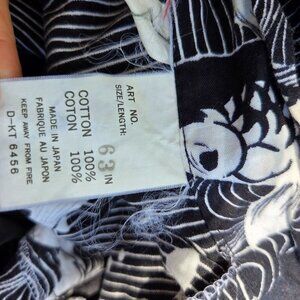 ART NO:
SIZE/LENGTH: 63 IN
COTTON 100%
COTON 100%
MADE IN JAPAN
FABRIQUE AU JAPON
KEEP AWAY FROM FIRE
D-KT 6456